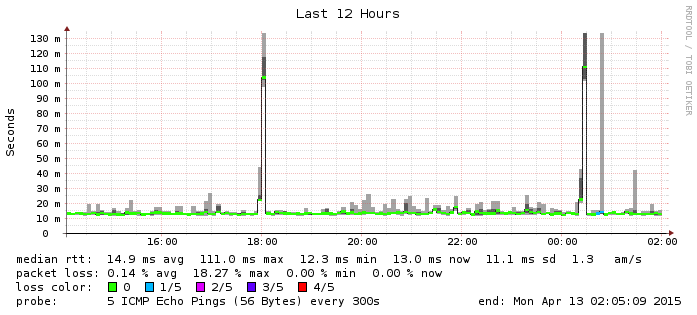 Last 12 Hours
RRDTOOL / TOBI OETIKER
Seconds
130 m
120 m
110 m
100 m
90 m
80 m
70 m
60 m
50 m
40 m
30 m
20 m
10 m
0
16:00 18:00 20:00 22:00 00:00 02:00
median rtt: 14.9 ms avg 111.0 ms max 12.3 ms min 13.0 ms now 11.1 ms sd 1.3 am/s
packet loss: 0.14 % avg 18.27 % max 0.00 % min 0.00 % now
loss color: 0 1/5 2/5 3/5 4/5
probe: 5 ICMP Echo Pings (56 Bytes) every 300s end: Mon Apr 13 02:05:09 2015